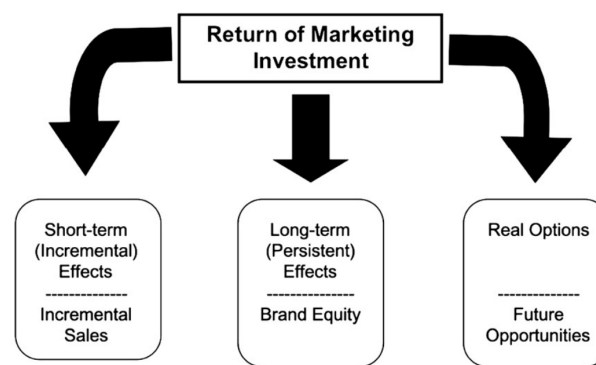 Return of Marketing
Investment
Short-term
(Incremental)
Effects
--------------
Incremental
Sales
Long-term
(Persistent)
Effects
---------------
Brand Equity
Real Options
--------------
Future
Opportunities